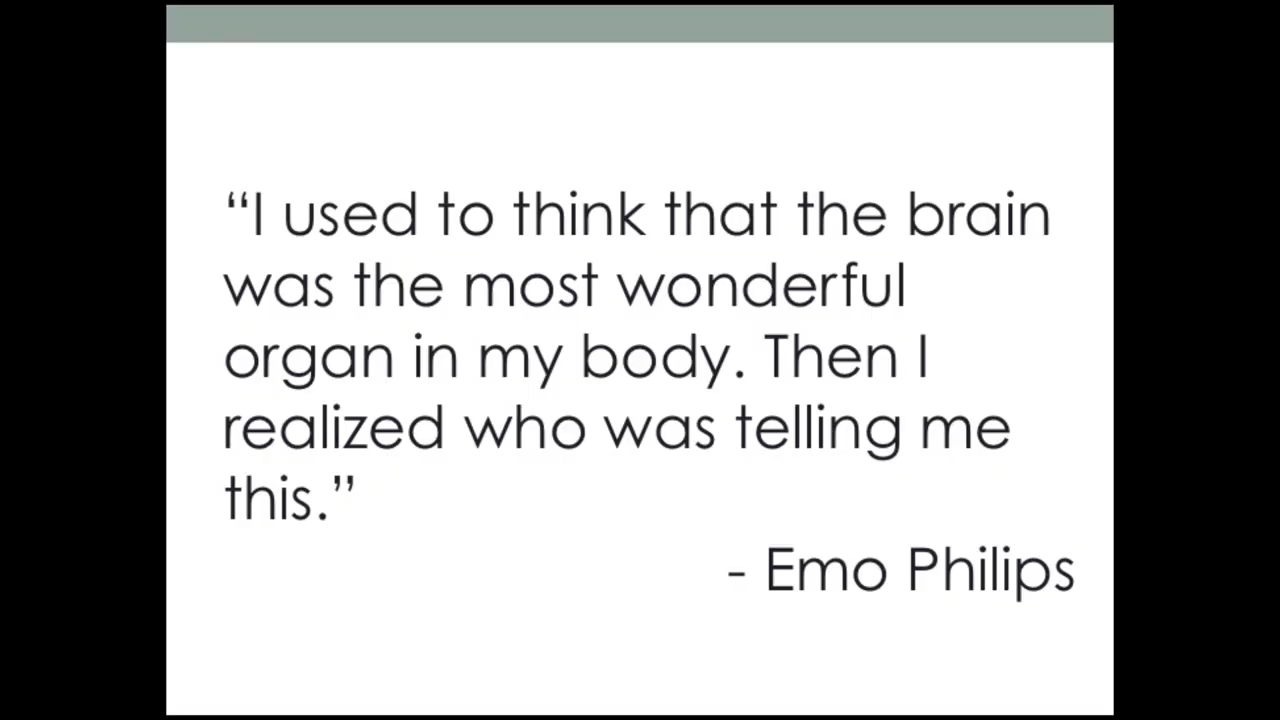 “I used to think that the brain
was the most wonderful
organ in my body. Then I
realized who was telling me
this.”
- Emo Philips